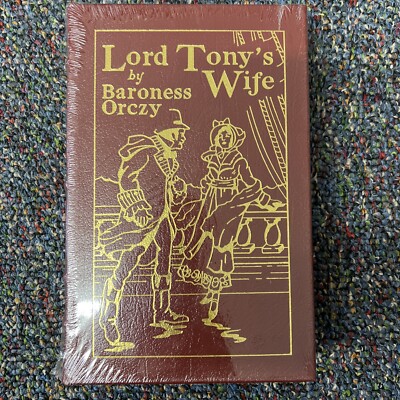 Lord Tony's
by Wife
Baroness
Orczy